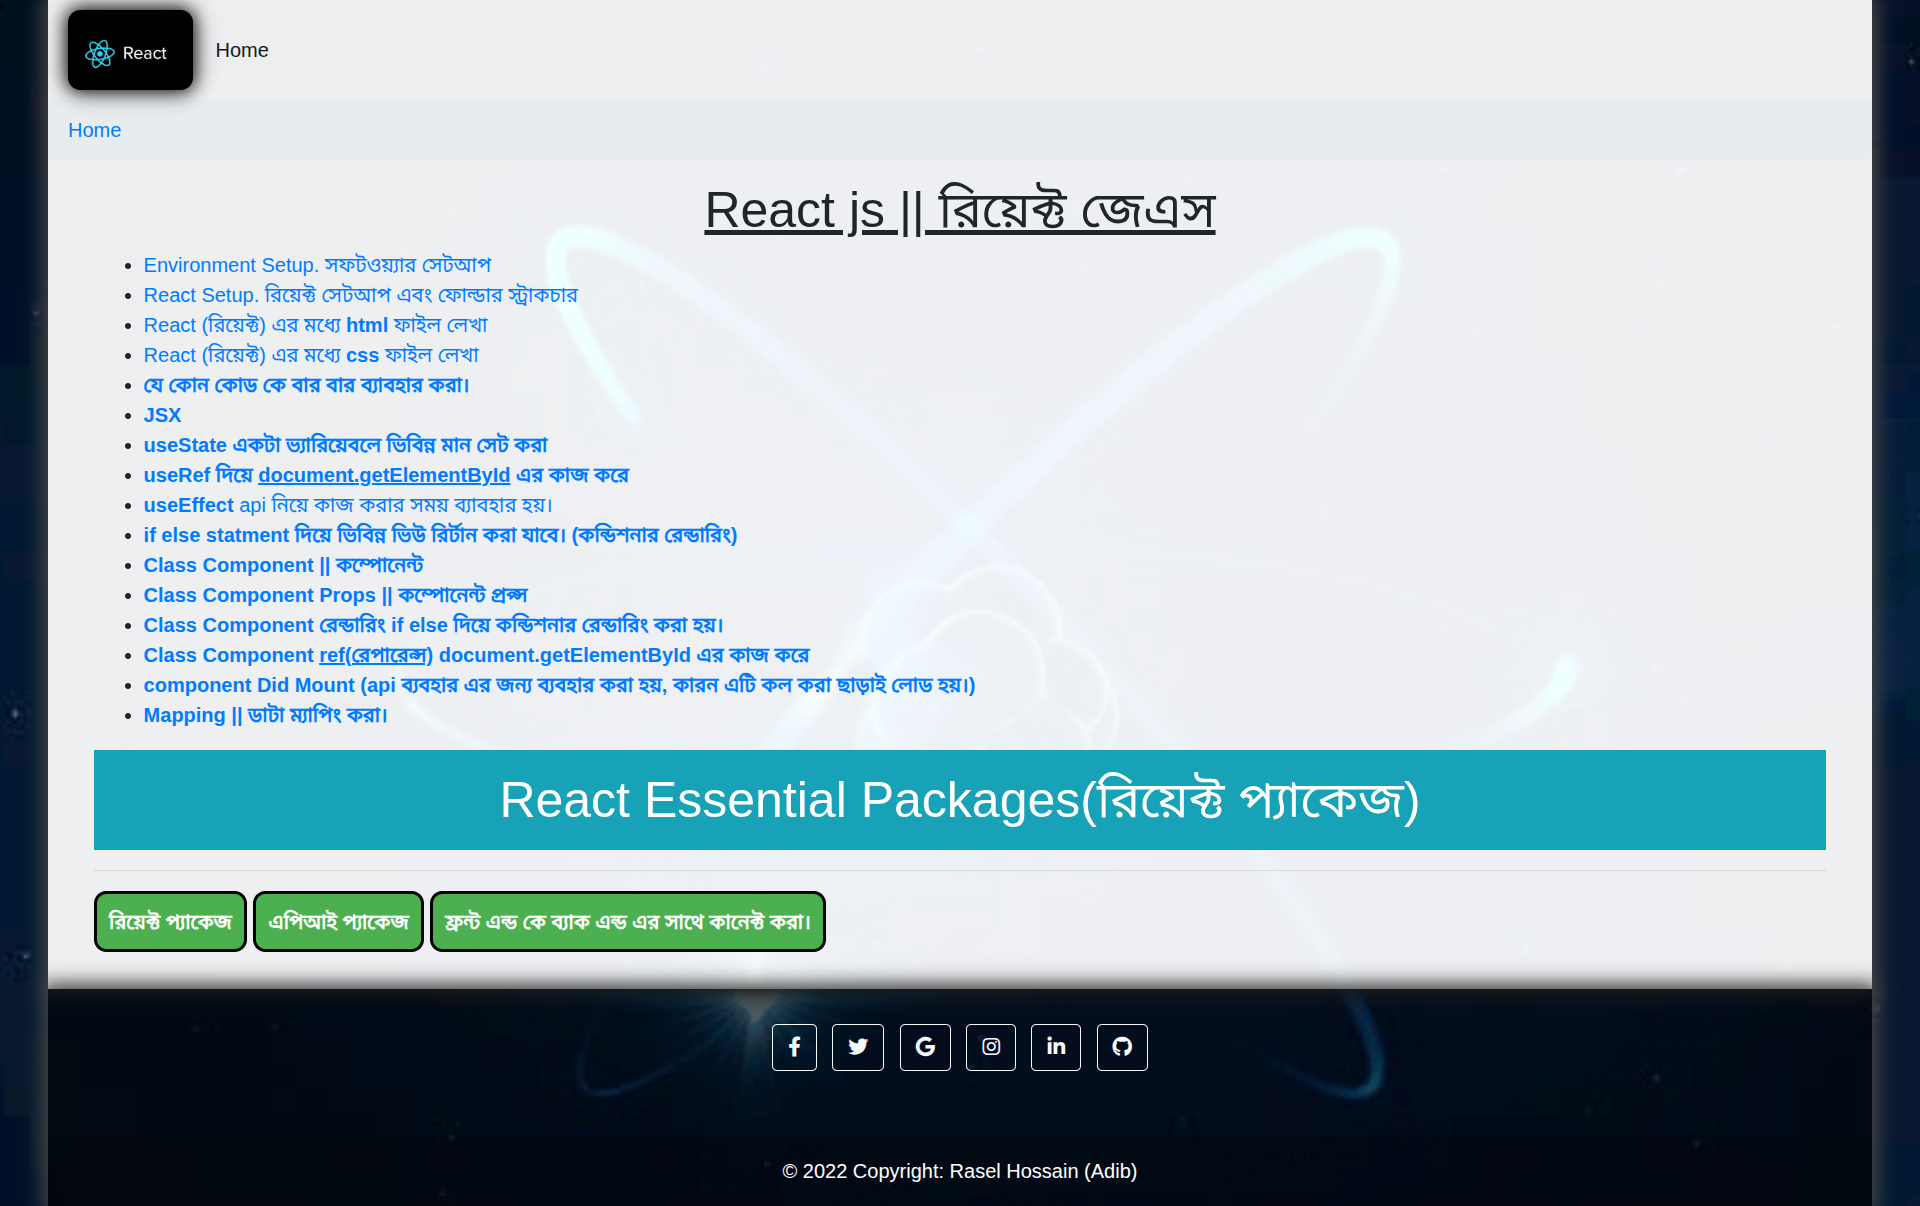 React
Home
Home
React js || রিয়েক্ট জেএস
Environment Setup. সফটওয়্যার সেটআপ
React Setup. রিয়েক্ট সেটআপ এবং ফোল্ডার স্ট্রাকচার
React (রিয়েক্ট) এর মধ্যে html ফাইল লেখা
React (রিয়েক্ট) এর মধ্যে css ফাইল লেখা
যে কোন কোড কে বার বার ব্যাবহার করা।
JSX
useState একটা ভ্যারিয়েবলে ভিবিন্ন মান সেট করা
useRef দিয়ে document.getElementById এর কাজ করে
useEffect api নিয়ে কাজ করার সময় ব্যাবহার হয়।
if else statment দিয়ে ভিবিন্ন ভিউ রির্টান করা যাবে। (কন্ডিশনার রেন্ডারিং)
Class Component || কম্পোনেন্ট
Class Component Props || কম্পোনেন্ট প্রপ্স
Class Component রেন্ডারিং if else দিয়ে কন্ডিশনার রেন্ডারিং করা হয়।
Class Component ref(রেপারেন্স) document.getElementById এর কাজ করে
component Did Mount (api ব্যবহার এর জন্য ব্যবহার করা হয়, কারন এটি কল করা ছাড়াই লোড হয়।)
Mapping || ডাটা ম্যাপিং করা।
React Essential Packages(রিয়েক্ট প্যাকেজ)
রিয়েক্ট প্যাকেজ এপিআই প্যাকেজ ফ্রন্ট এন্ড কে ব্যাক এন্ড এর সাথে কানেক্ট করা।
© 2022 Copyright: Rasel Hossain (Adib)